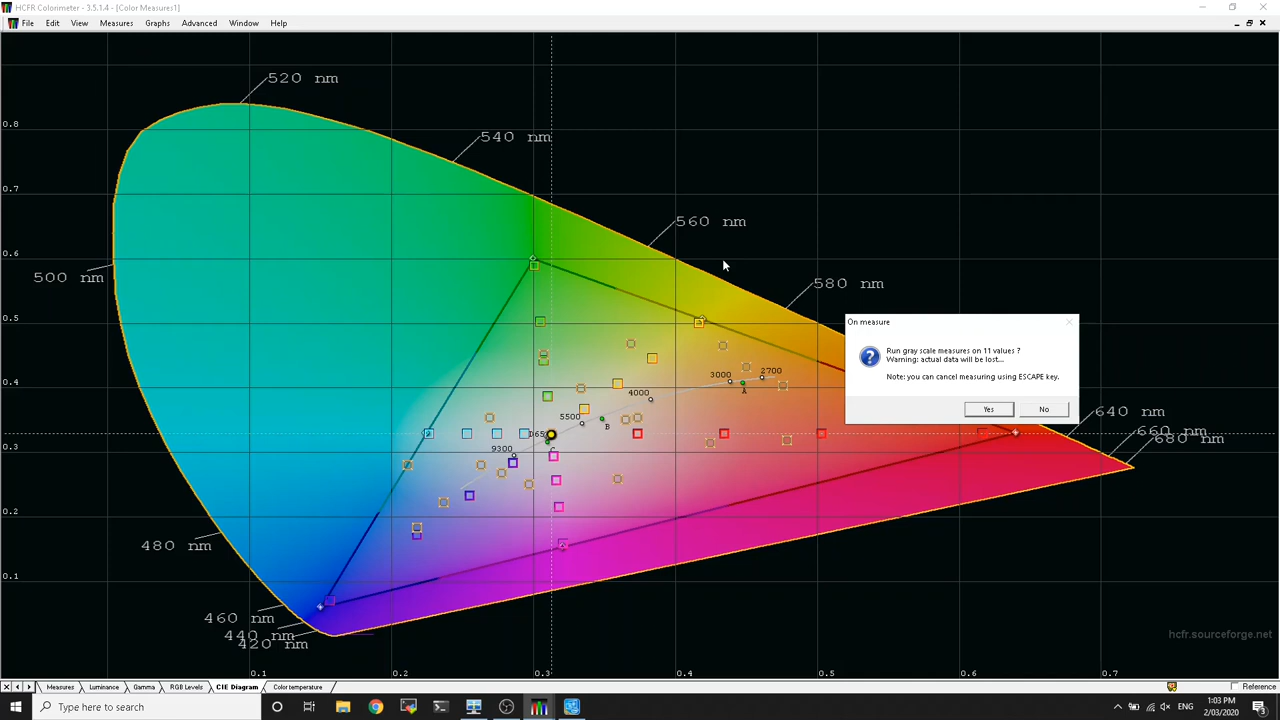 HCFR Colorimeter - 3.5.1.4 - [Color Measures1]
File Edit View Measures Graphs Advanced Window Help
520 nm
540 nm
0.8
0.7
560 nm
0.6
500 nm
580 nm
0.5
On measure
Run gray scale measures on 11 values ?
Warning: actual data will be lost...
Note: you can cancel measuring using ESCAPE key.
Yes No
3000 2700
A
0.4
4000
5500
B
640 nm
D65
660 nm
680 nm
0.3
9300
C
0.2
480 nm
0.1
460 nm
440 nm
420 nm
hcfr.sourceforge.net
0.1 0.2 0.3 0.4 0.5 0.6 0.7
Measures Luminance Gamma RGB Levels CIE Diagram Color temperature
Reference
Type here to search
ENG
1:03 PM
2/03/2020
3